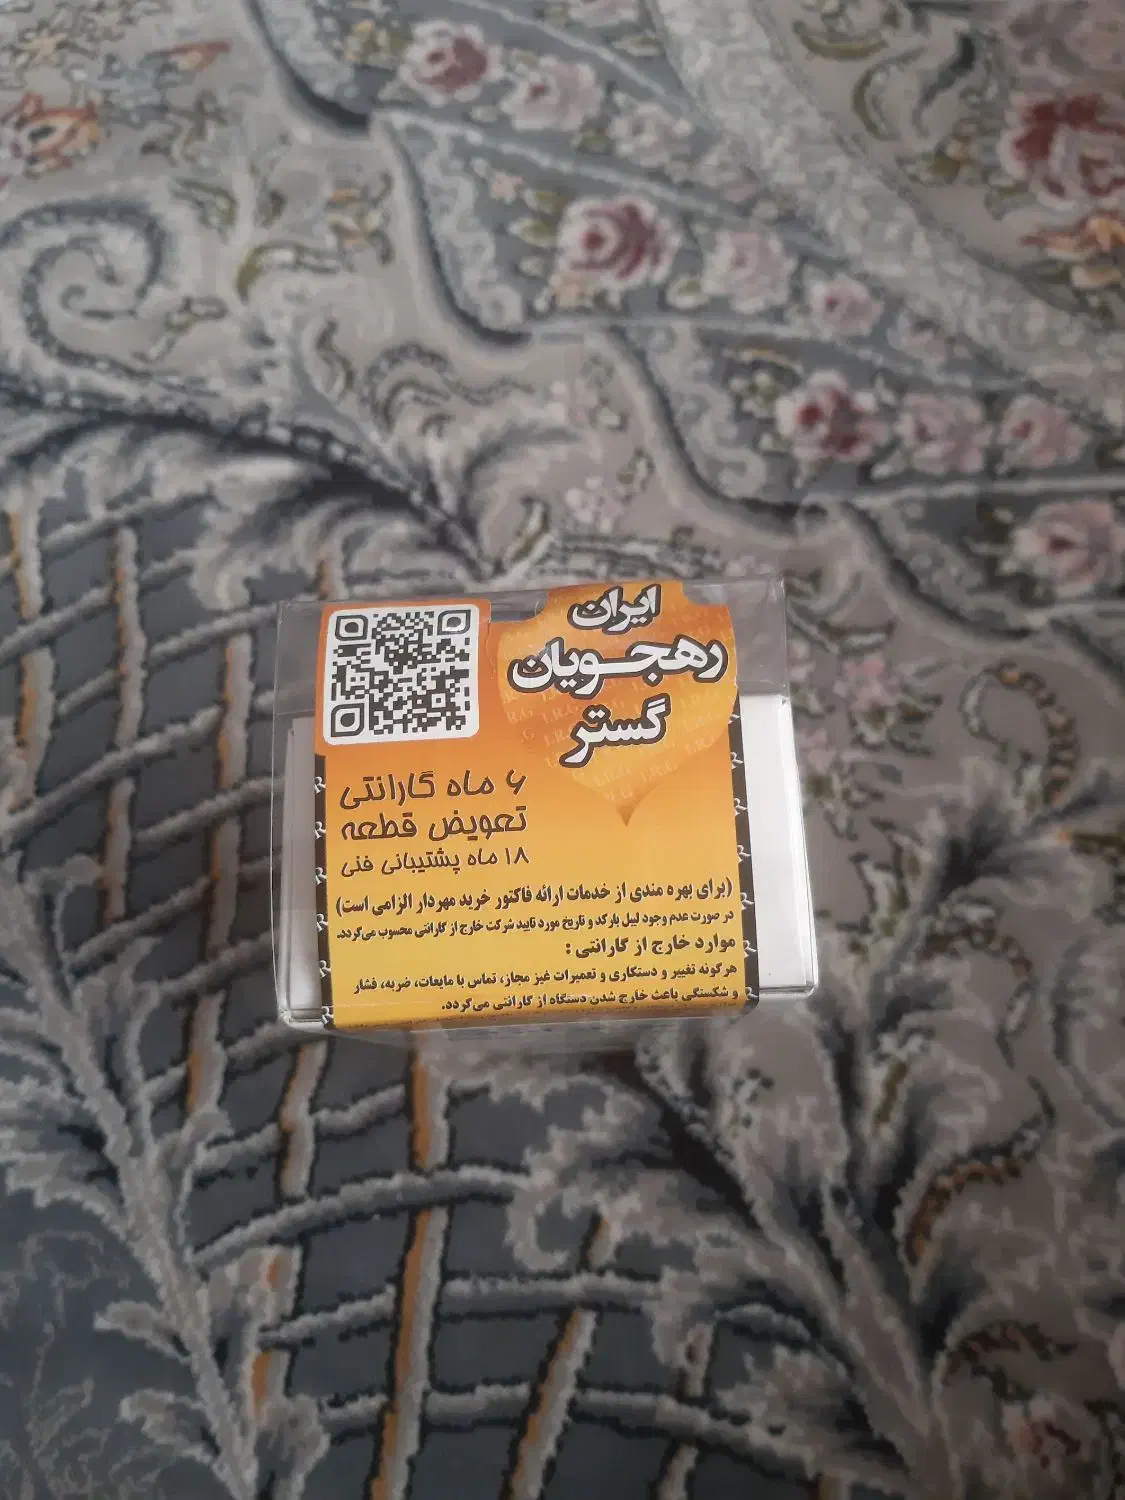 ایران
رهجویان
گستر
۶ ماه گارانتی
تعویض قطعه
۱۸ ماه پشتیبانی فنی
(برای بهره مندی از خدمات ارائه فاکتور خرید مهردار الزامی است)
در صورت عدم وجود لیبل بارکد و تاریخ مورد تایید شرکت خارج از گارانتی محسوب می‌گردد.
موارد خارج از گارانتی :
هرگونه تغییر و دستکاری و تعمیرات غیز مجاز، تماس با مایعات، ضربه، فشار
و شکستگی باعث خارج شدن دستگاه از گارانتی می‌گردد.